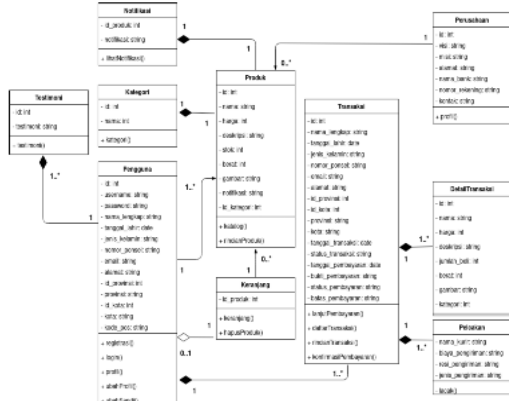 Notifikasi
- id_produk: int
- notifikasi: string
+ lihatNotifikasi()
Kategori
- id: int
- nama: int
+ kategori()
Testimoni
- id: int
- testimoni: string
+ testimoni()
Pengguna
- id: int
- username: string
- password: string
- nama_lengkap: string
- tanggal_lahir: date
- jenis_kelamin: string
- nomor_ponsel: string
- email: string
- alamat: string
- id_provinsi: int
- provinsi: string
- id_kota: int
- kota: string
- kode_pos: string
+ registrasi()
+ login()
+ profil()
+ ubahProfil()
Produk
- id: int
- nama: string
- harga: int
- deskripsi: string
- stok: int
- berat: int
- gambar: string
- notifikasi: string
- id_kategori: int
+ katalog()
+ rincianProduk()
Keranjang
- id_produk: int
+ keranjang()
+ hapusProduk()
Transaksi
- id: int
- nama_lengkap: string
- tanggal_lahir: date
- jenis_kelamin: string
- nomor_ponsel: string
- email: string
- alamat: string
- id_provinsi: int
- id_kota: int
- provinsi: string
- kota: string
- tanggal_transaksi: date
- status_transaksi: string
- tanggal_pembayaran: date
- bukti_pembayaran: string
- status_pembayaran: string
- batas_pembayaran: string
+ lanjutPembayaran()
+ daftarTransaksi()
+ rincianTransaksi()
+ konfirmasiPembayaran()
Perusahaan
- id: int
- visi: string
- misi: string
- alamat: string
- nama_bank: string
- nomor_rekening: string
- kontak: string
+ profil()
DetailTransaksi
- id: int
- nama: string
- harga: int
- deskripsi: string
- jumlah_beli: int
- berat: int
- gambar: string
- kategori: int
Pelacakan
- nama_kurir: string
- biaya_pengiriman: string
- resi_pengiriman: string
- jenis_pengiriman: string
+ lacak()
1
1
1
0..*
1
1
1..*
1
1..*
1
1
0..*
1
0..1
1
1..*
1
1..*
1
1..*